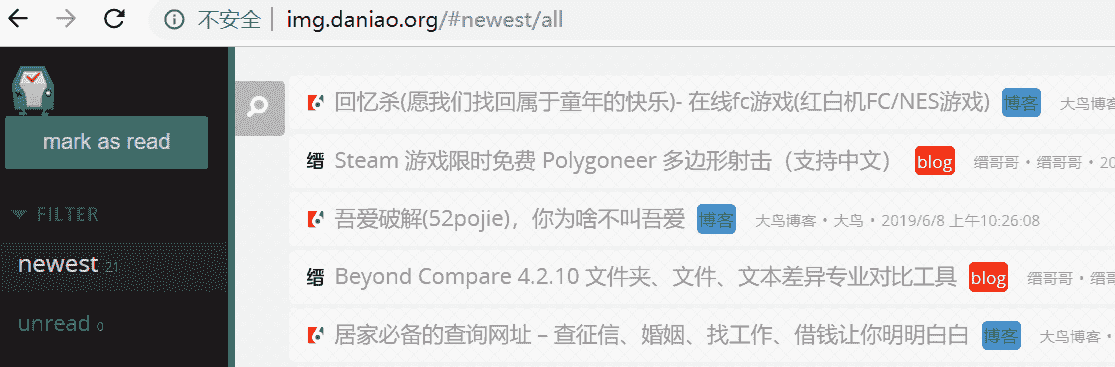 不安全 img.daniao.org/#newest/all
mark as read
FILTER
newest 21
unread 0
回忆杀(愿我们找回属于童年的快乐)- 在线fc游戏(红白机FC/NES游戏) 博客 大鸟博客
缙 Steam 游戏限时免费 Polygoneer 多边形射击（支持中文） blog 缙哥哥 • 缙哥哥 • 20
吾爱破解(52pojie)，你为啥不叫吾爱 博客 大鸟博客 • 大鸟 • 2019/6/8 上午10:26:08
缙 Beyond Compare 4.2.10 文件夹、文件、文本差异专业对比工具 blog 缙哥哥 • 缙哥
居家必备的查询网址 – 查征信、婚姻、找工作、借钱让你明明白白 博客 大鸟博客 •